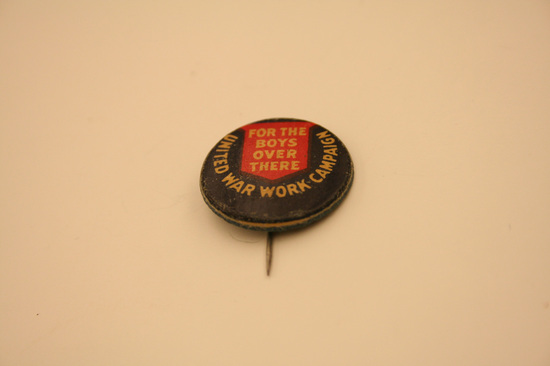 FOR THE
BOYS
OVER
THERE
UNITED WAR WORK CAMPAIGN